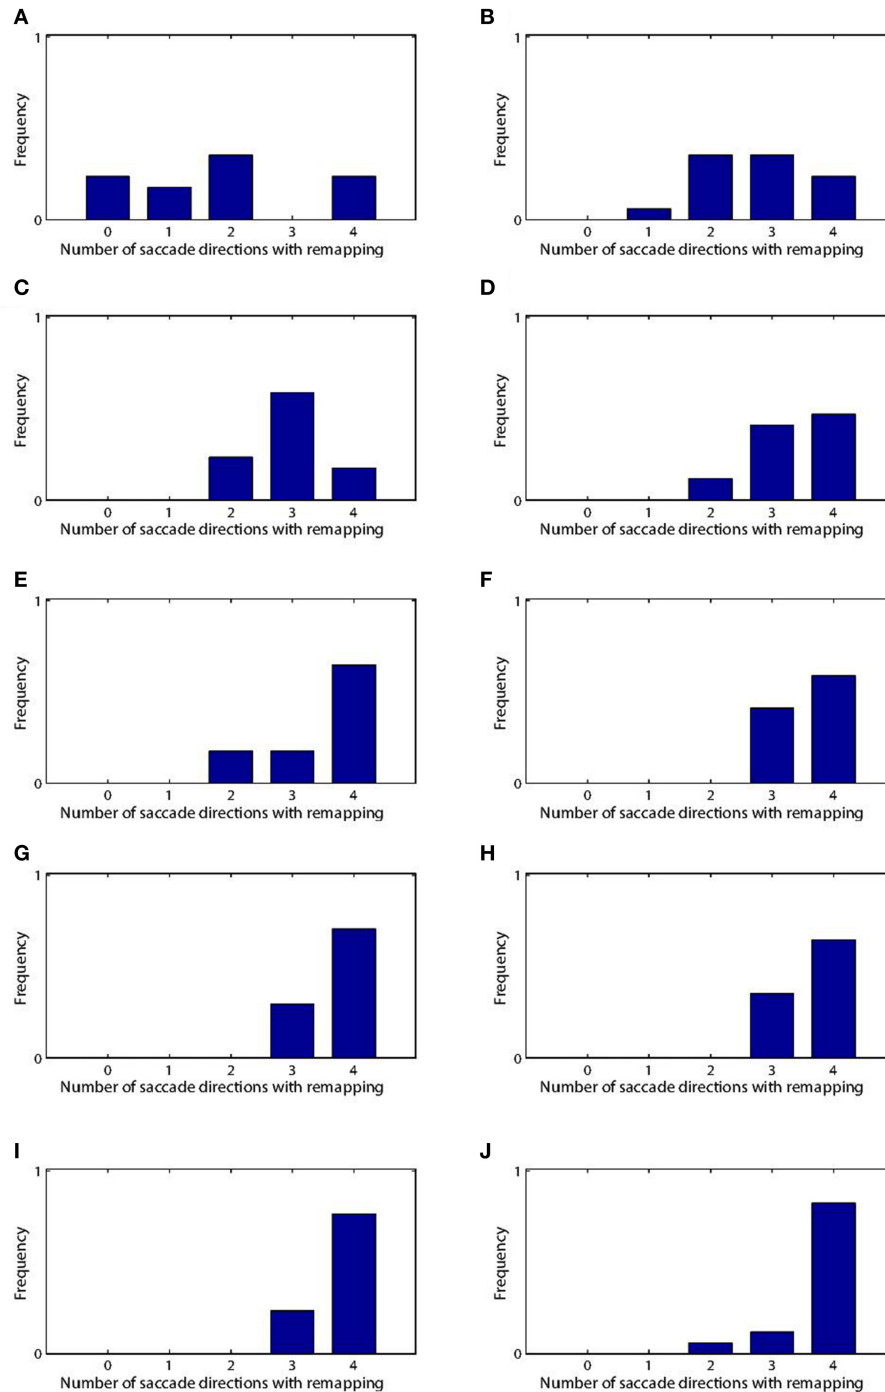 A
1
Frequency
0
0 1 2 3 4
Number of saccade directions with remapping
B
1
Frequency
0
0 1 2 3 4
Number of saccade directions with remapping
C
1
Frequency
0
0 1 2 3 4
Number of saccade directions with remapping
D
1
Frequency
0
0 1 2 3 4
Number of saccade directions with remapping
E
1
Frequency
0
0 1 2 3 4
Number of saccade directions with remapping
F
1
Frequency
0
0 1 2 3 4
Number of saccade directions with remapping
G
1
Frequency
0
0 1 2 3 4
Number of saccade directions with remapping
H
1
Frequency
0
0 1 2 3 4
Number of saccade directions with remapping
I
1
Frequency
0
0 1 2 3 4
Number of saccade directions with remapping
J
1
Frequency
0
0 1 2 3 4
Number of saccade directions with remapping